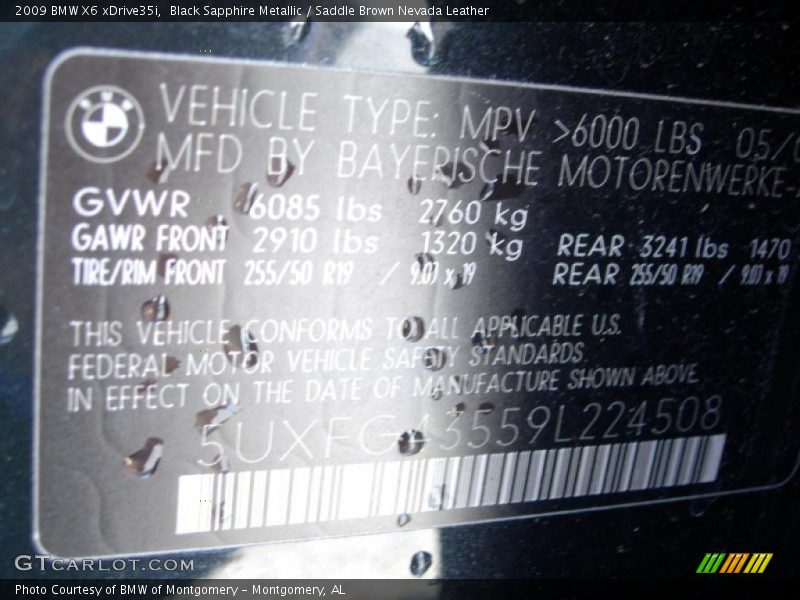 2009 BMW X6 xDrive35i, Black Sapphire Metallic / Saddle Brown Nevada Leather
BMW
VEHICLE TYPE: MPV >6000 LBS 05/
MFD BY BAYERISCHE MOTORENWERKE-
GVWR 6085 lbs 2760 kg
GAWR FRONT 2910 lbs 1320 kg REAR 3241 lbs 1470
TIRE/RIM FRONT 255/50 R19 / 9.0J x 19 REAR 255/50 R19 / 9.0J x 19
THIS VEHICLE CONFORMS TO ALL APPLICABLE U.S.
FEDERAL MOTOR VEHICLE SAFETY STANDARDS
IN EFFECT ON THE DATE OF MANUFACTURE SHOWN ABOVE.
5UXFG43559L224508
GTCARLOT.COM
Photo Courtesy of BMW of Montgomery - Montgomery, AL